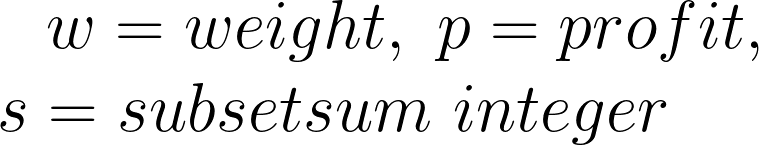 w = weight, p = profit,
s = subsetsum integer